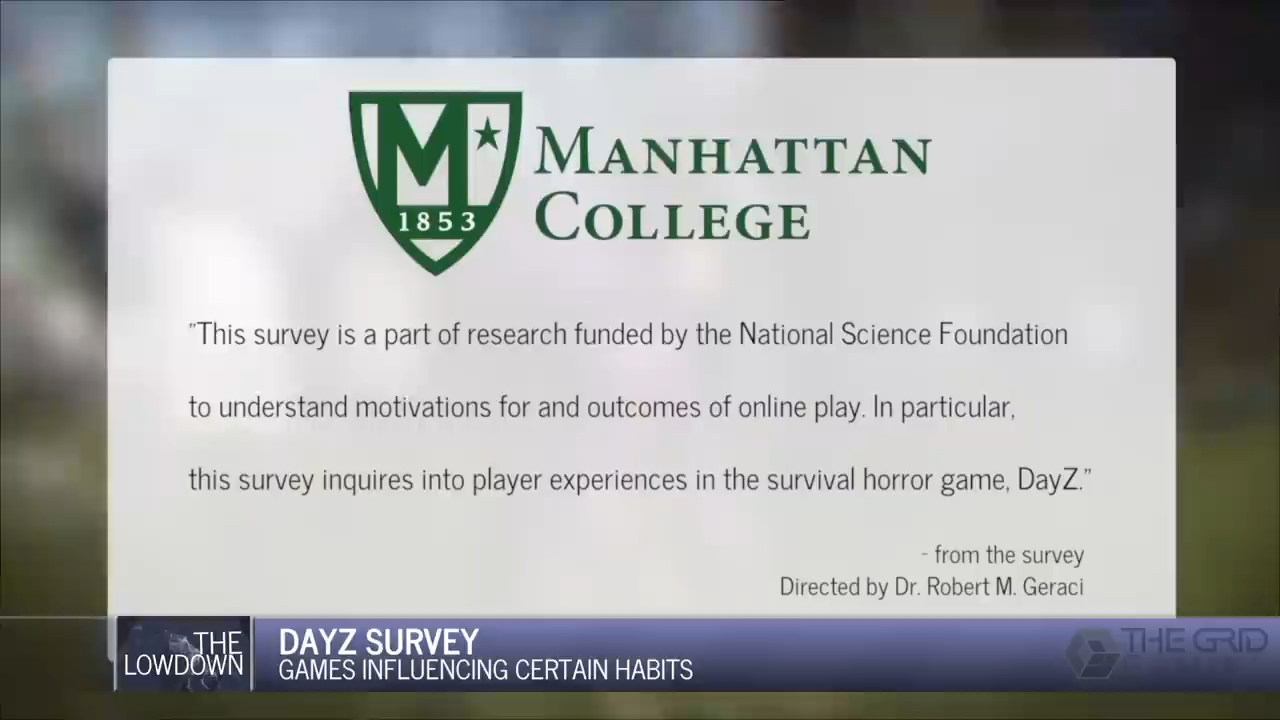 M
1853
MANHATTAN
COLLEGE
"This survey is a part of research funded by the National Science Foundation
to understand motivations for and outcomes of online play. In particular,
this survey inquires into player experiences in the survival horror game, DayZ."
- from the survey
Directed by Dr. Robert M. Geraci
THE
LOWDOWN
DAYZ SURVEY
GAMES INFLUENCING CERTAIN HABITS
THE GRID